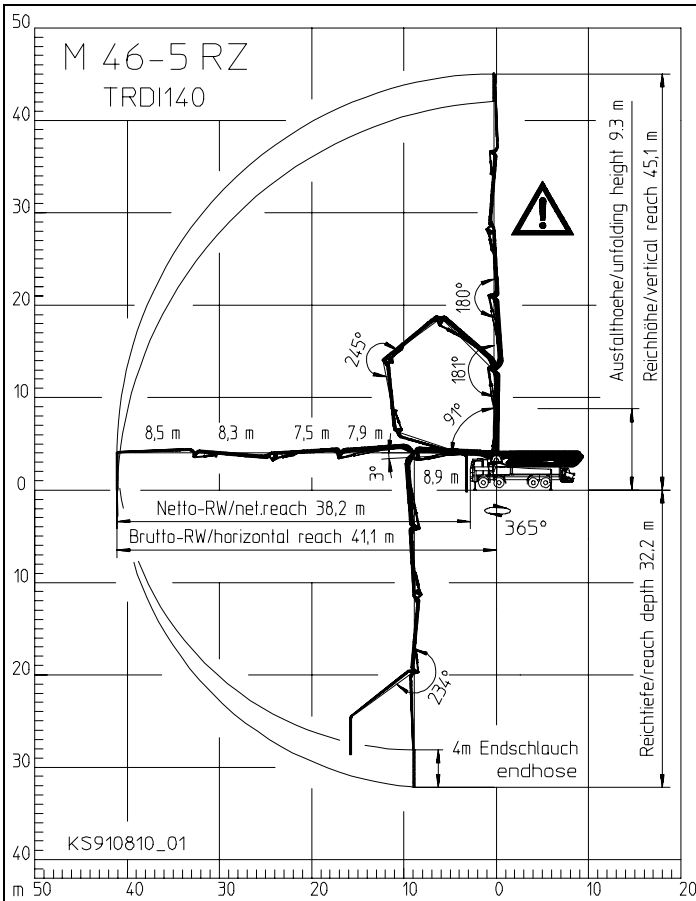 50
M 46-5 RZ
TRDI140
40
30
20
10
0
10
20
30
40
m 50 40 30 20 10 0 10 20
Ausfalthoehe/unfolding height 9.3 m
Reichhöhe/vertical reach 45,1 m
180°
245°
181°
91°
8,5 m
8,3 m
7,5 m
7,9 m
3°
8,9 m
Netto-RW/net.reach 38,2 m
365°
Brutto-RW/horizontal reach 41,1 m
Reichtiefe/reach depth 32,2 m
234°
4m Endschlauch
endhose
KS910810_01